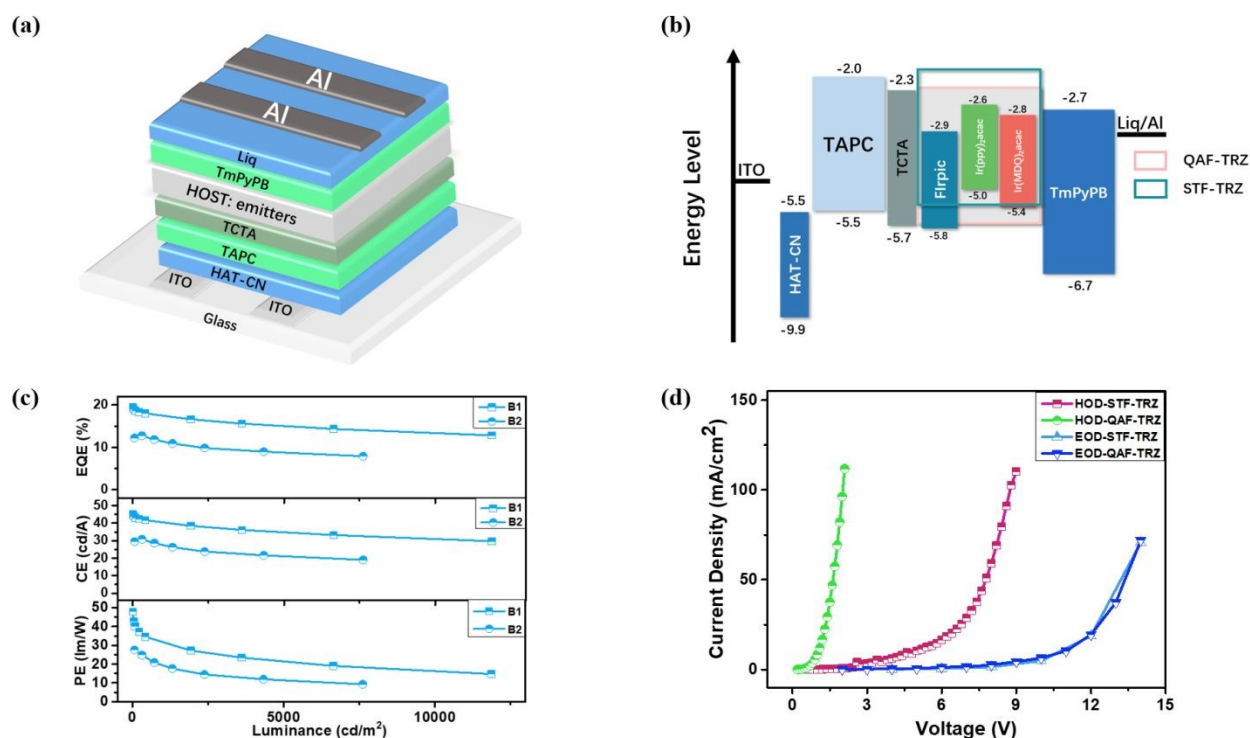 (a)
Al
Al
Liq
TmPyPB
HOST: emitters
TCTA
TAPC
HAT-CN
ITO
ITO
Glass
(b)
Energy Level
ITO
-5.5
HAT-CN
-9.9
-2.0
TAPC
-5.5
-2.3
TCTA
-5.7
-2.9
FIrpic
-5.8
-2.6
Ir(ppy)₂acac
-5.0
-2.8
Ir(MDQ)₂acac
-5.4
-2.7
TmPyPB
-6.7
Liq/Al
QAF-TRZ
STF-TRZ
(c)
EQE (%)
20
10
0
B1
B2
CE (cd/A)
50
40
30
20
10
0
B1
B2
PE (lm/W)
50
40
30
20
10
0
B1
B2
0 5000 10000
Luminance (cd/m²)
(d)
Current Density (mA/cm²)
150
100
50
0
HOD-STF-TRZ
HOD-QAF-TRZ
EOD-STF-TRZ
EOD-QAF-TRZ
0 3 6 9 12 15
Voltage (V)